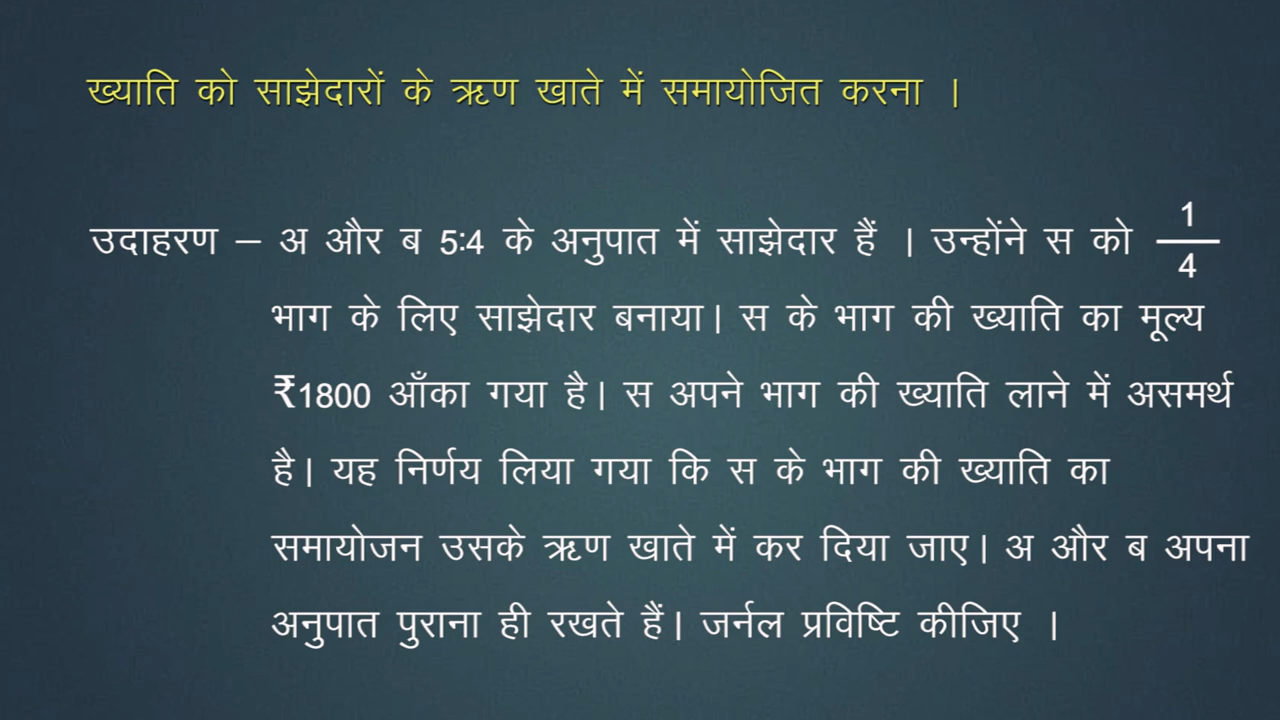 ख्याति को साझेदारों के ऋण खाते में समायोजित करना ।
उदाहरण – अ और ब 5:4 के अनुपात में साझेदार हैं । उन्होंने स को 1/4
भाग के लिए साझेदार बनाया। स के भाग की ख्याति का मूल्य
₹1800 आँका गया है। स अपने भाग की ख्याति लाने में असमर्थ
है। यह निर्णय लिया गया कि स के भाग की ख्याति का
समायोजन उसके ऋण खाते में कर दिया जाए। अ और ब अपना
अनुपात पुराना ही रखते हैं। जर्नल प्रविष्टि कीजिए ।